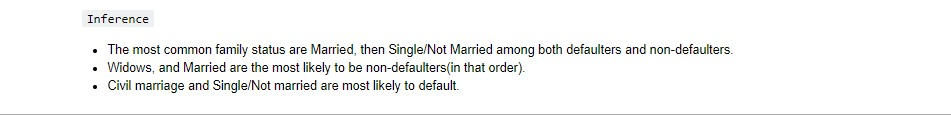 Inference
The most common family status are Married, then Single/Not Married among both defaulters and non-defaulters.
Widows, and Married are the most likely to be non-defaulters(in that order).
Civil marriage and Single/Not married are most likely to default.